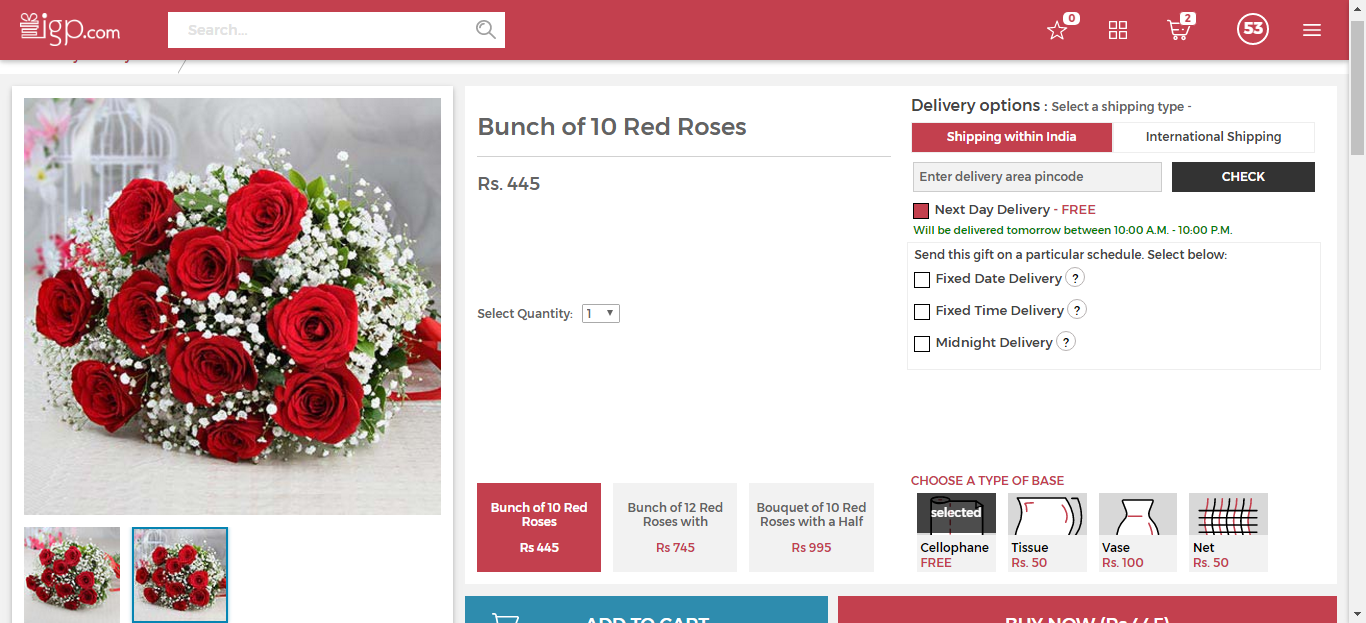 igp.com
Search...
0
2
53
Bunch of 10 Red Roses
Rs. 445
Select Quantity: 1
Bunch of 10 Red
Roses
Rs 445
Bunch of 12 Red
Roses with
Rs 745
Bouquet of 10 Red
Roses with a Half
Rs 995
Delivery options : Select a shipping type -
Shipping within India
International Shipping
Enter delivery area pincode
CHECK
Next Day Delivery - FREE
Will be delivered tomorrow between 10:00 A.M. - 10:00 P.M.
Send this gift on a particular schedule. Select below:
Fixed Date Delivery ?
Fixed Time Delivery ?
Midnight Delivery ?
CHOOSE A TYPE OF BASE
selected
Cellophane
FREE
Tissue
Rs. 50
Vase
Rs. 100
Net
Rs. 50
ADD TO CART
BUY NOW (Rs.445)